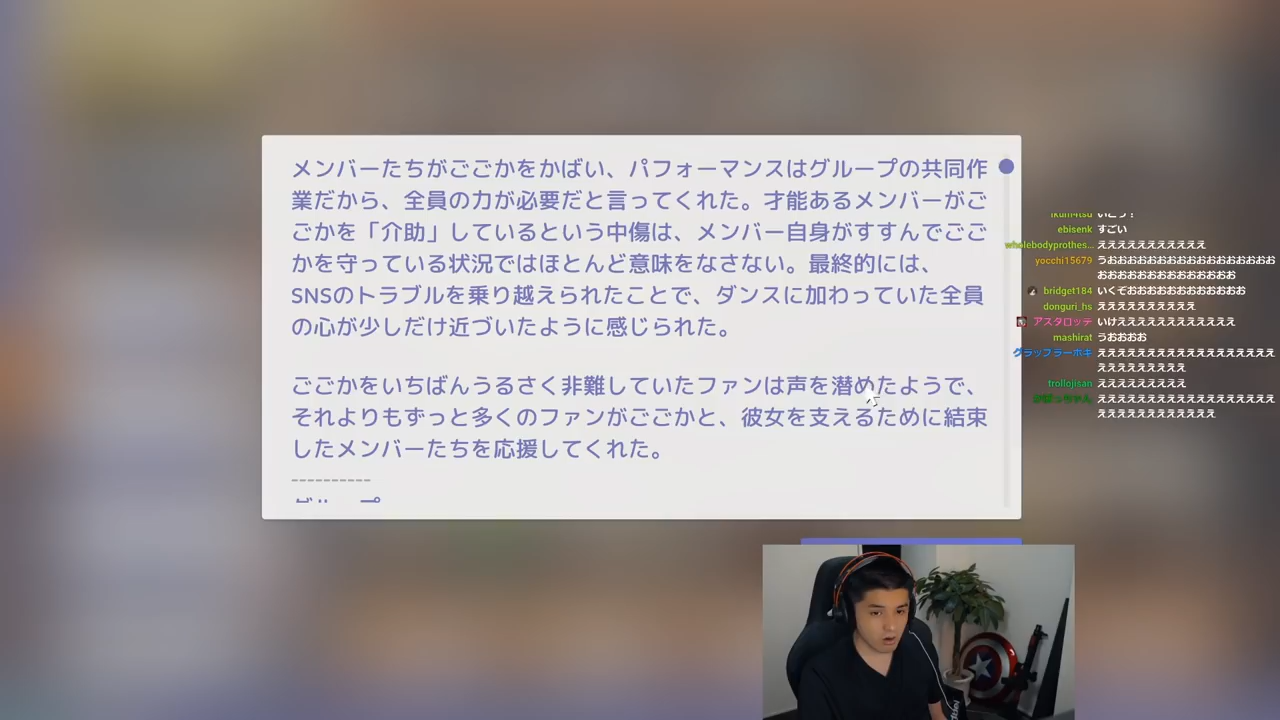 メンバーたちがごごかをかばい、パフォーマンスはグループの共同作
業だから、全員の力が必要だと言ってくれた。才能あるメンバーがご
ごかを「介助」しているという中傷は、メンバー自身がすすんでごご
かを守っている状況ではほとんど意味をなさない。最終的には、
SNSのトラブルを乗り越えられたことで、ダンスに加わっていた全員
の心が少しだけ近づいたように感じられた。
ごごかをいちばんうるさく非難していたファンは声を潜めたようで、
それよりもずっと多くのファンがごごかと、彼女を支えるために結束
したメンバーたちを応援してくれた。
----------
グループ
ebisenk すごい
wholebodyprothes... えええええええええええ
yocchi15679 うおおおおおおおおおおおおおおおおお
おおおおおおおおおおおおおおお
bridget184 いくぞおおおおおおおおおおおお
donguri_hs ええええええええええ
アスタロッテ いけええええええええええええ
mashirat うおおおお
グラップラーポキ ええええええええええええええええええ
えええええええええ
trollojisan えええええええええ
ええええええええええええええええええ
ええええええええええええ